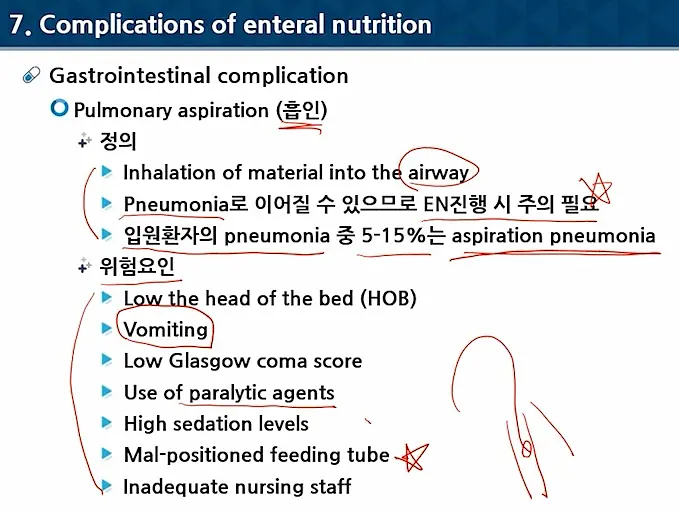 7. Complications of enteral nutrition
Gastrointestinal complication
Pulmonary aspiration (흡인)
정의
Inhalation of material into the airway
Pneumonia로 이어질 수 있으므로 EN진행 시 주의 필요
입원환자의 pneumonia 중 5-15%는 aspiration pneumonia
위험요인
Low the head of the bed (HOB)
Vomiting
Low Glasgow coma score
Use of paralytic agents
High sedation levels
Mal-positioned feeding tube
Inadequate nursing staff